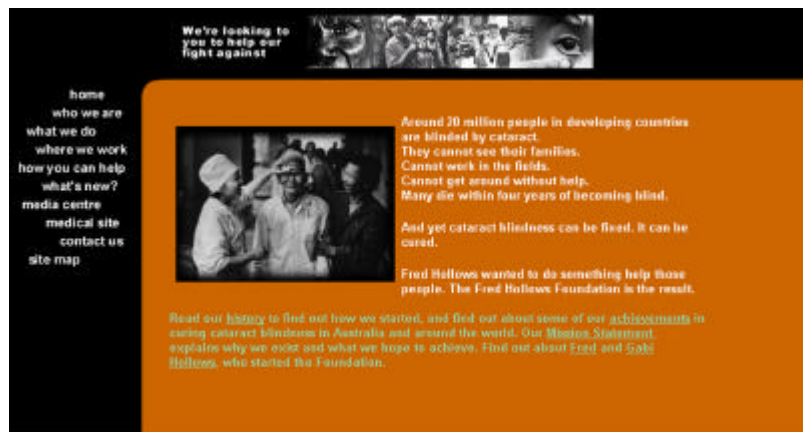 We're looking to
you to help our
fight against
home
who we are
what we do
where we work
how you can help
what's new?
media centre
medical site
contact us
site map
Around 20 million people in developing countries
are blinded by cataract.
They cannot see their families.
Cannot work in the fields.
Cannot get around without help.
Many die within four years of becoming blind.
And yet cataract blindness can be fixed. It can be
cured.
Fred Hollows wanted to do something help those
people. The Fred Hollows Foundation is the result.
Read our history to find out how we started, and find out about some of our achievements in
curing cataract blindness in Australia and around the world. Our Mission Statement
explains why we exist and what we hope to achieve. Find out about Fred and Gabi
Hollows, who started the Foundation.